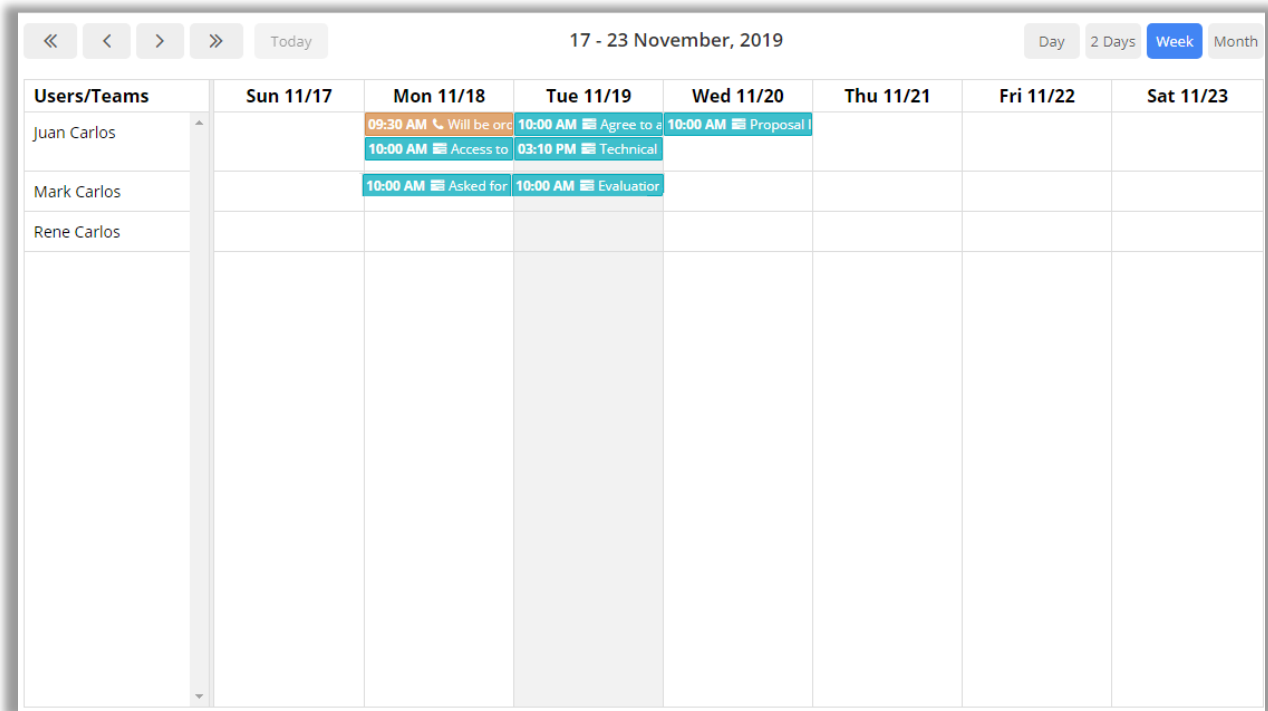 Today 17 - 23 November, 2019 Day 2 Days Week Month
Users/Teams Sun 11/17 Mon 11/18 Tue 11/19 Wed 11/20 Thu 11/21 Fri 11/22 Sat 11/23
Juan Carlos
09:30 AM Will be orc 10:00 AM Agree to a 10:00 AM Proposal
10:00 AM Access to 03:10 PM Technical
Mark Carlos 10:00 AM Asked for 10:00 AM Evaluation
Rene Carlos